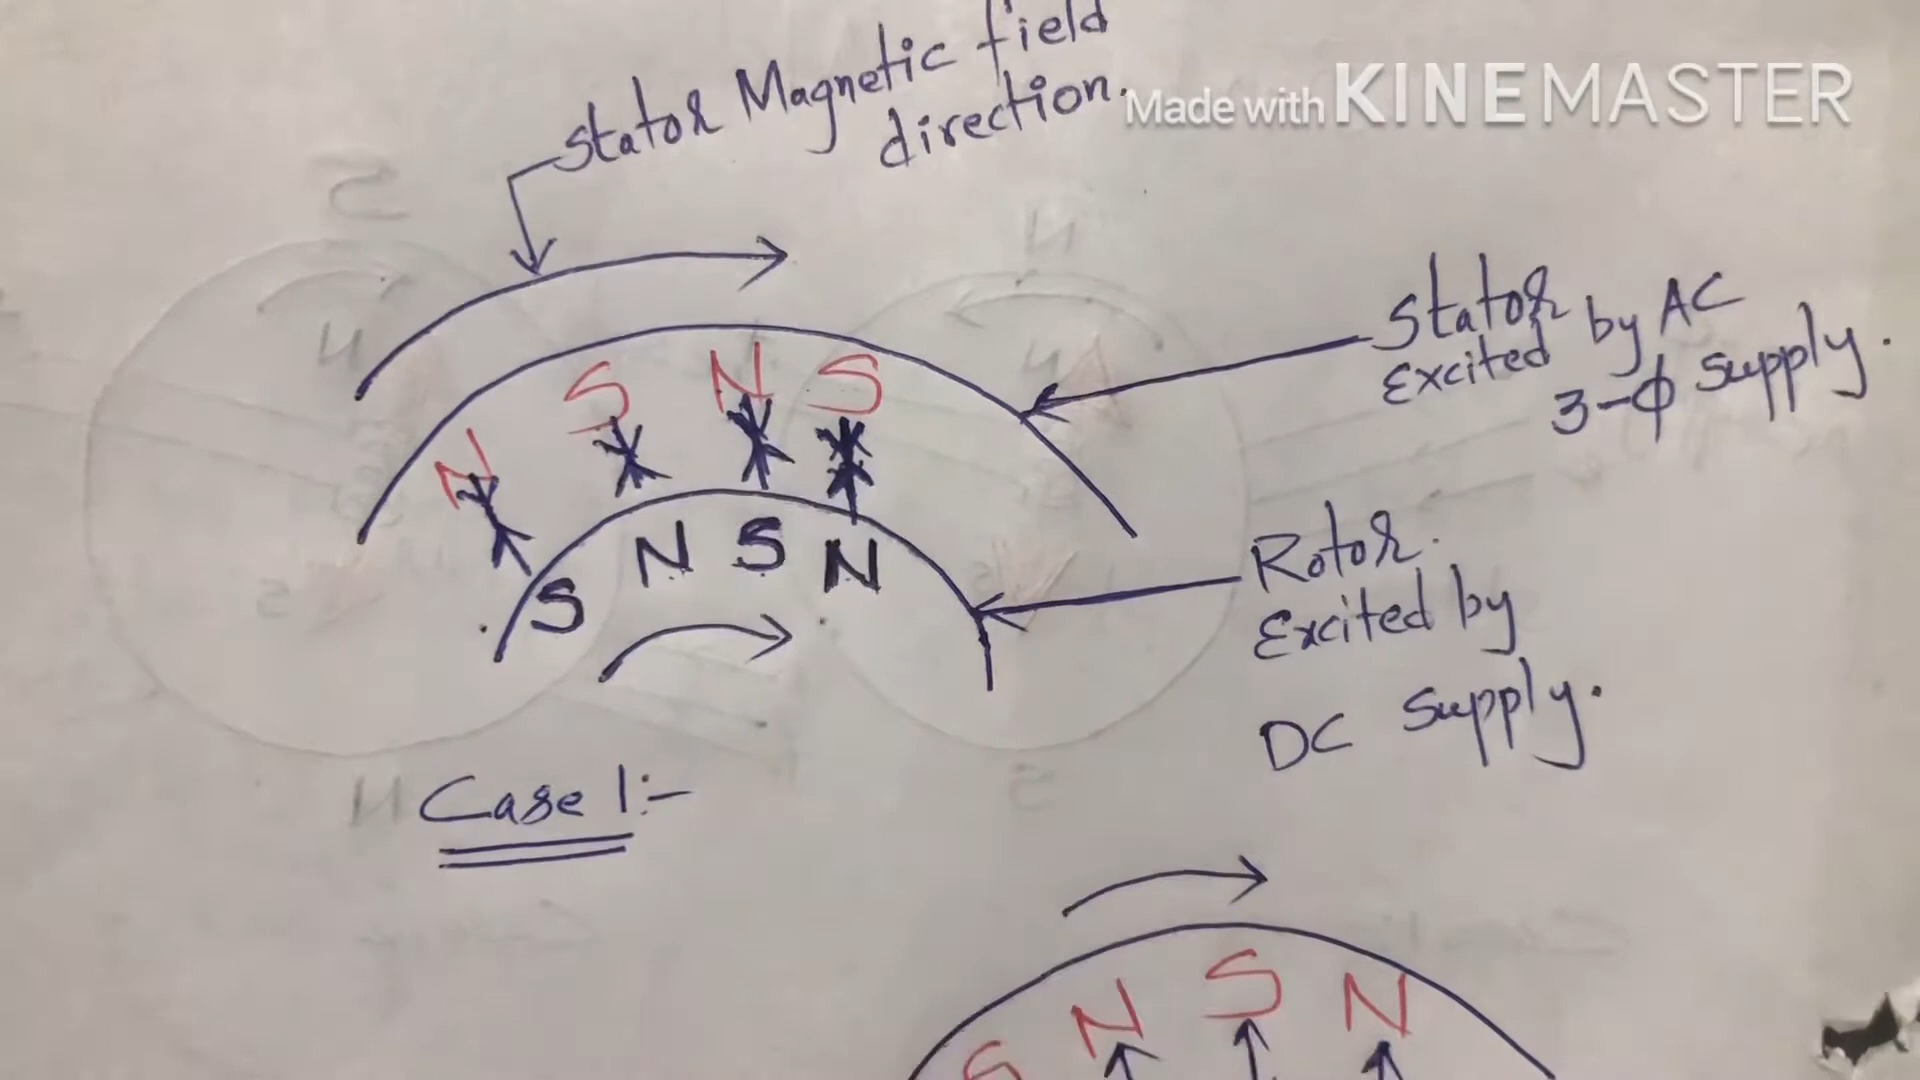 Stator Magnetic field
direction.
Made with KINEMASTER
Stator
Excited by AC
3-ϕ Supply.
N S N S
S N S N
Rotor
Excited by
DC Supply.
Case 1:-
S N S N